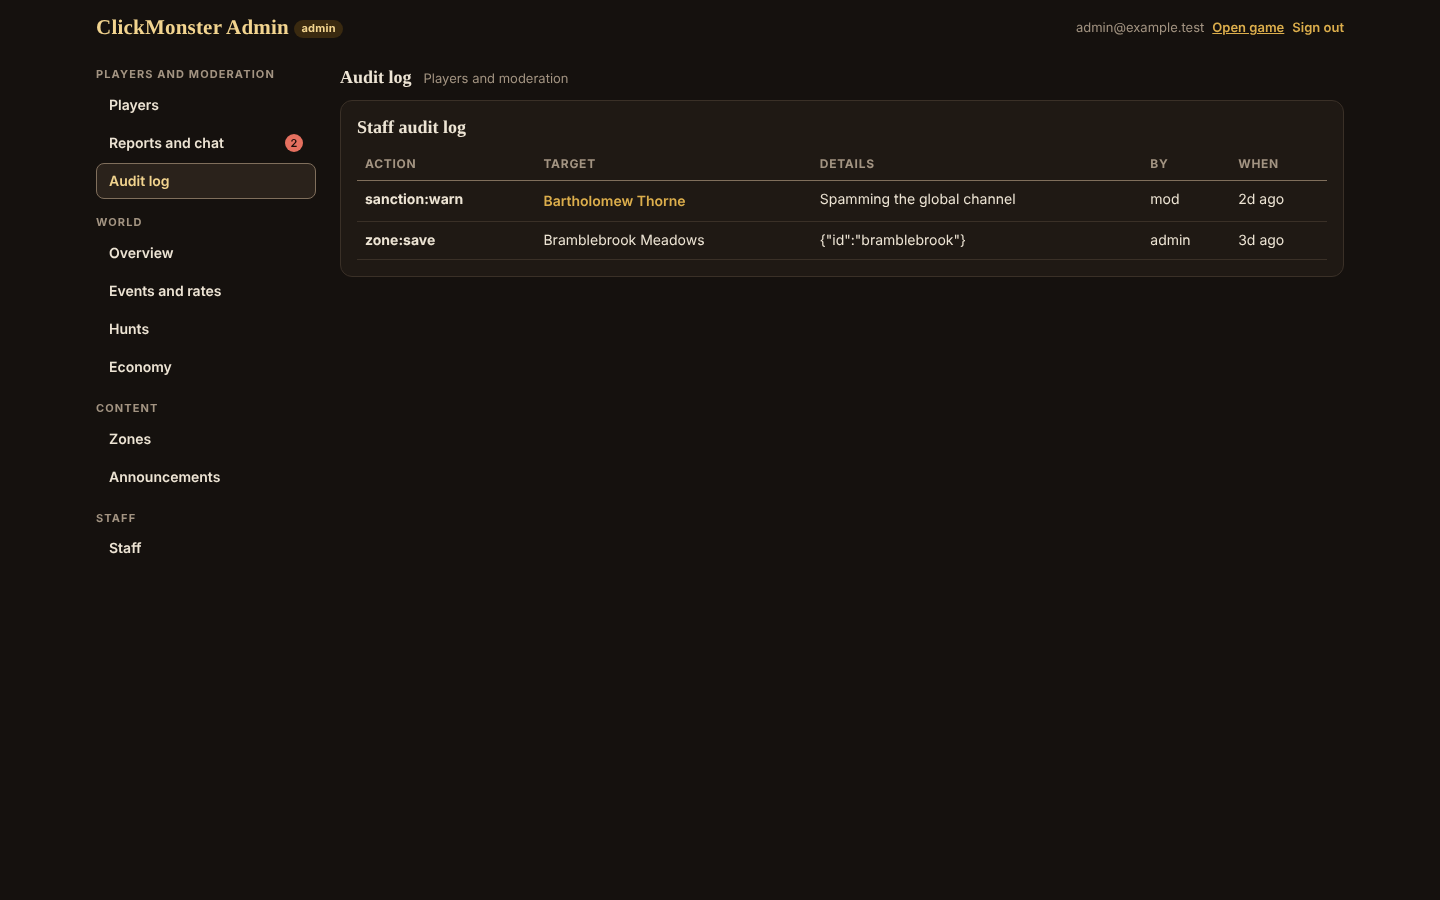 ClickMonster Admin admin
admin@example.test Open game Sign out
PLAYERS AND MODERATION
Players
Reports and chat 2
Audit log
WORLD
Overview
Events and rates
Hunts
Economy
CONTENT
Zones
Announcements
STAFF
Staff
Audit log Players and moderation
Staff audit log
ACTION TARGET DETAILS BY WHEN
sanction:warn Bartholomew Thorne Spamming the global channel mod 2d ago
zone:save Bramblebrook Meadows {"id":"bramblebrook"} admin 3d ago